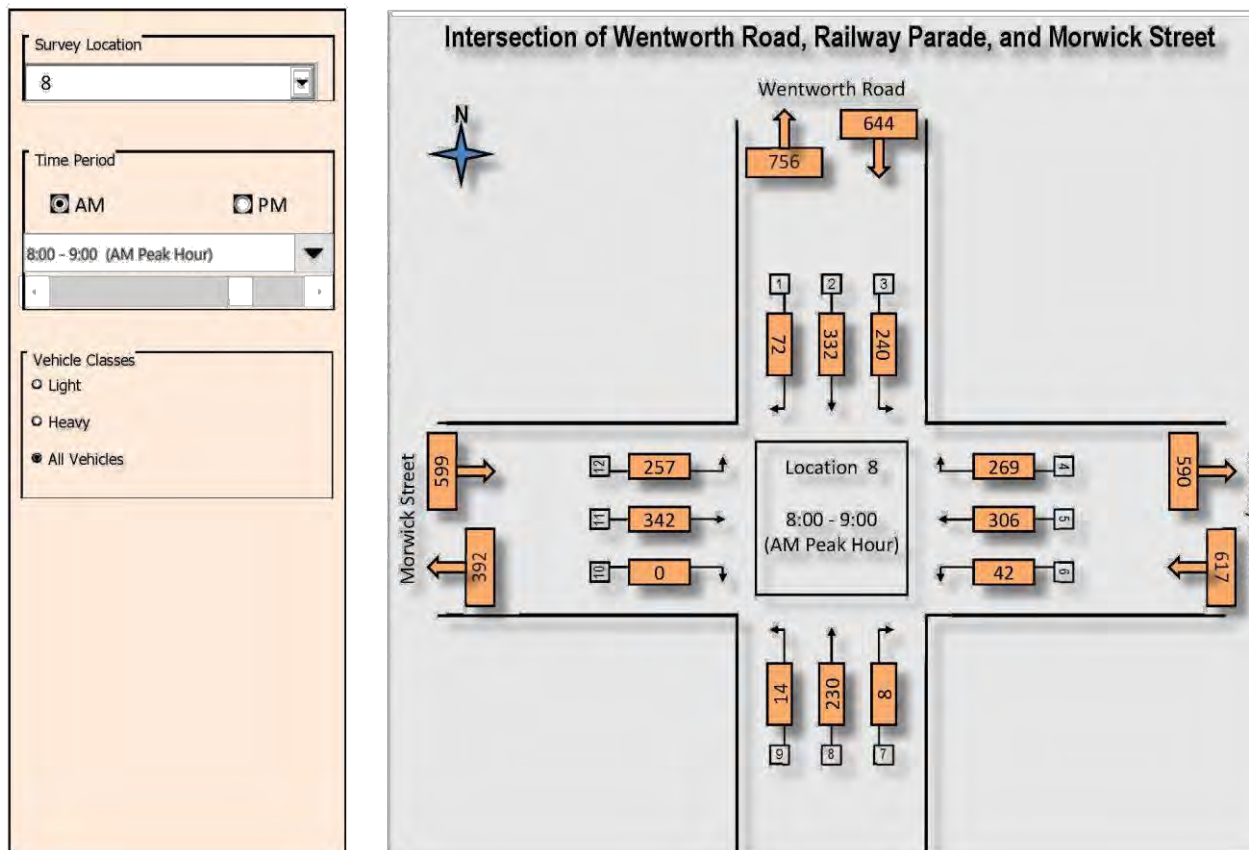 Survey Location
8
Time Period
AM
PM
8:00 - 9:00 (AM Peak Hour)
Vehicle Classes
Light
Heavy
All Vehicles
Intersection of Wentworth Road, Railway Parade, and Morwick Street
Wentworth Road
N
756
644
1
2
3
72
332
240
Morwick Street
599
392
12
257
11
342
10
0
Location 8
8:00 - 9:00
(AM Peak Hour)
269
4
306
5
42
6
590
617
14
230
8
9
8
7